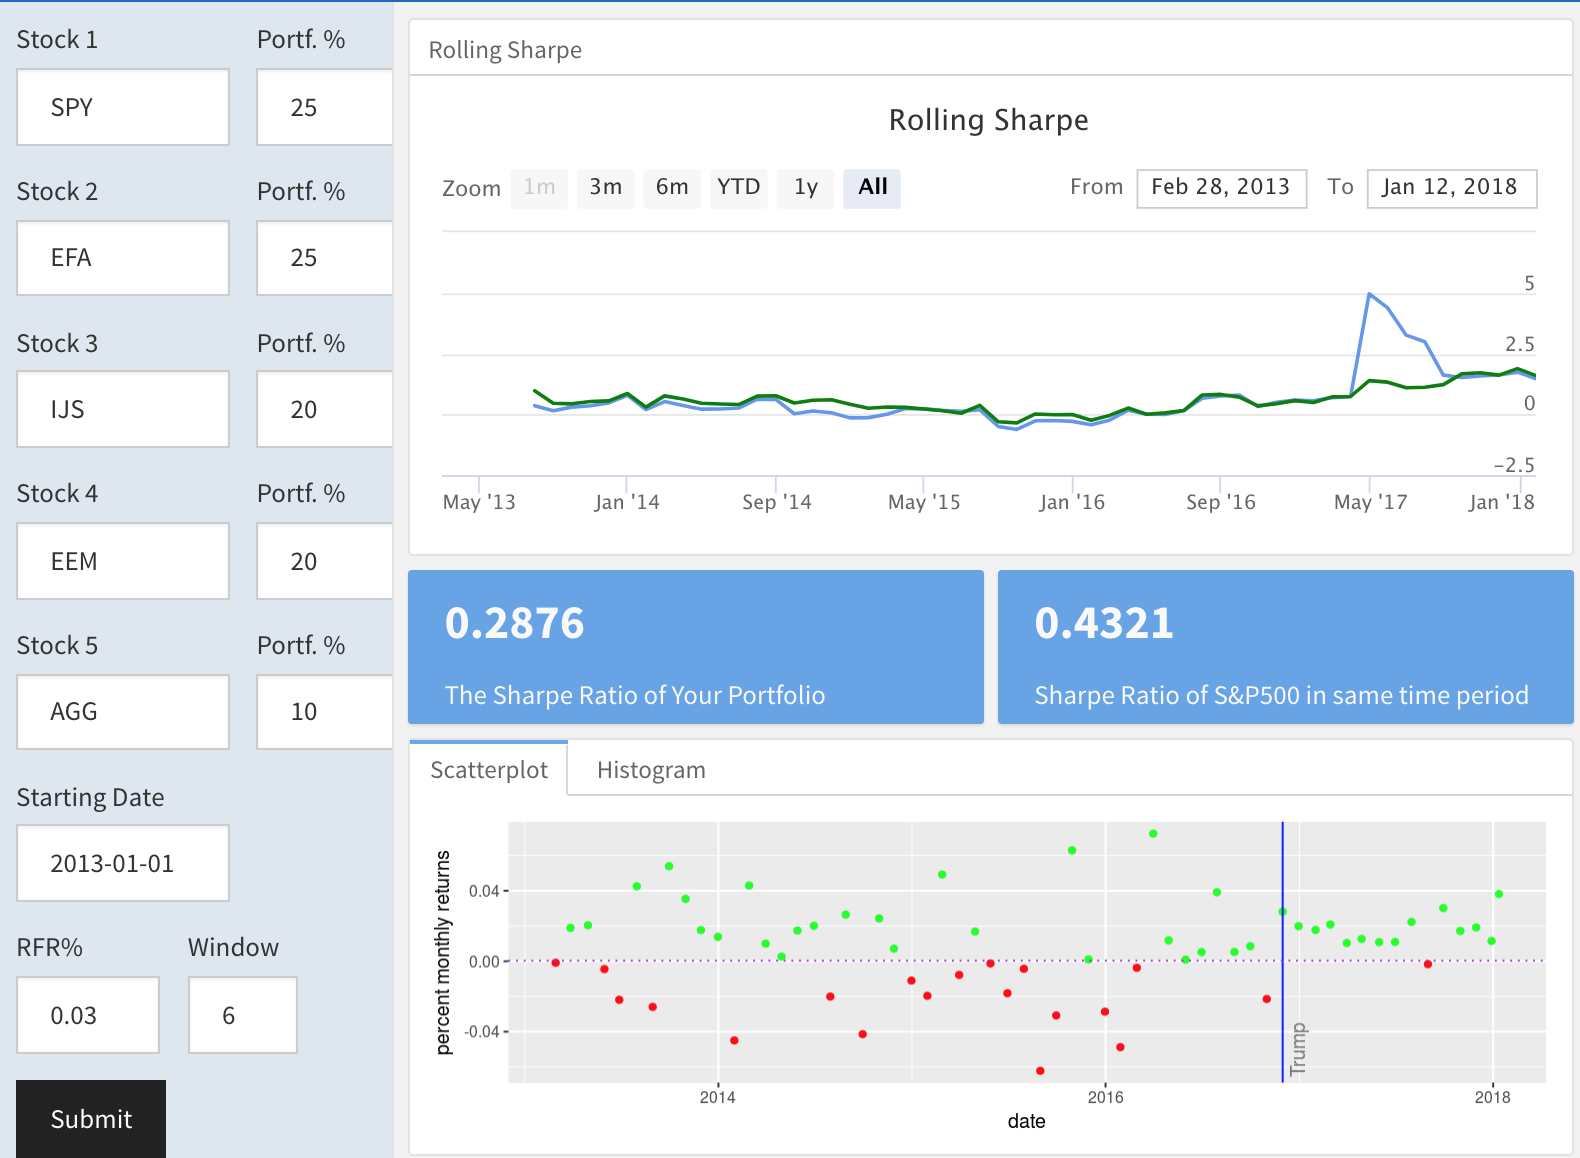 Stock 1 Portf. %
SPY 25
Stock 2 Portf. %
EFA 25
Stock 3 Portf. %
IJS 20
Stock 4 Portf. %
EEM 20
Stock 5 Portf. %
AGG 10
Starting Date
2013-01-01
RFR% Window
0.03 6
Submit
Rolling Sharpe
Rolling Sharpe
Zoom 1m 3m 6m YTD 1y All From Feb 28, 2013 To Jan 12, 2018
5
2.5
0
−2.5
May '13 Jan '14 Sep '14 May '15 Jan '16 Sep '16 May '17 Jan '18
0.2876
The Sharpe Ratio of Your Portfolio
0.4321
Sharpe Ratio of S&P500 in same time period
Scatterplot Histogram
percent monthly returns
0.04
0.00
-0.04
Trump
2014 2016 2018
date